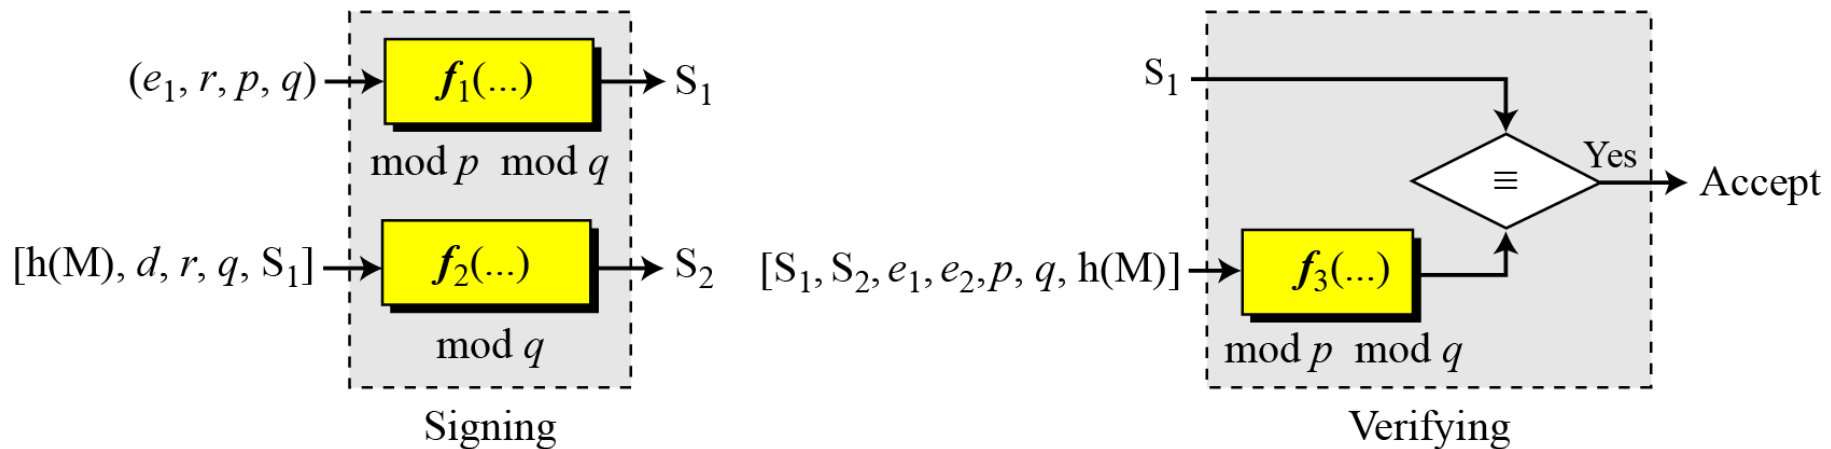 (e₁, r, p, q)
f₁(...)
S₁
mod p mod q
[h(M), d, r, q, S₁]
f₂(...)
S₂
mod q
Signing
S₁
≡
Yes
Accept
[S₁, S₂, e₁, e₂, p, q, h(M)]
f₃(...)
mod p mod q
Verifying